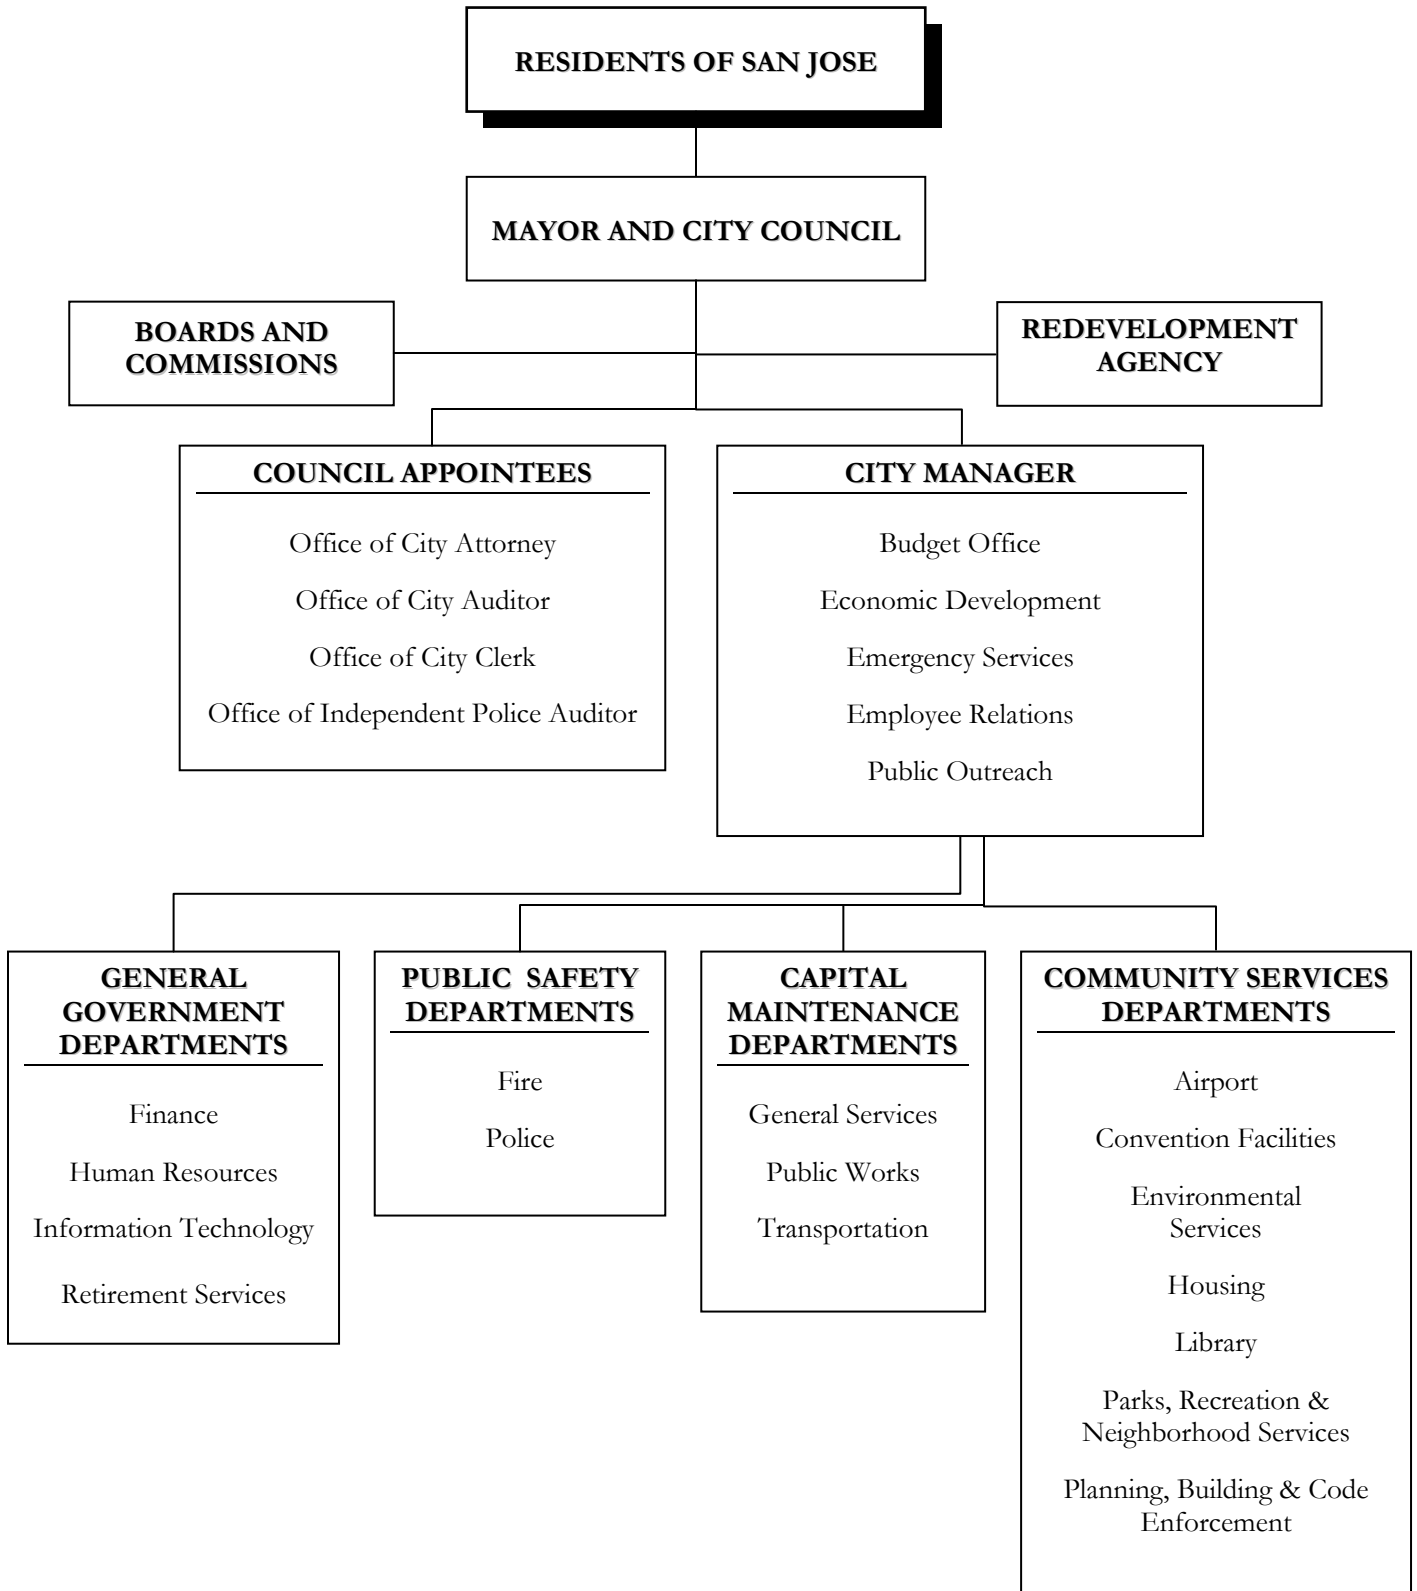 RESIDENTS OF SAN JOSE
MAYOR AND CITY COUNCIL
BOARDS AND
COMMISSIONS
REDEVELOPMENT
AGENCY
COUNCIL APPOINTEES
Office of City Attorney
Office of City Auditor
Office of City Clerk
Office of Independent Police Auditor
CITY MANAGER
Budget Office
Economic Development
Emergency Services
Employee Relations
Public Outreach
GENERAL
GOVERNMENT
DEPARTMENTS
Finance
Human Resources
Information Technology
Retirement Services
PUBLIC SAFETY
DEPARTMENTS
Fire
Police
CAPITAL
MAINTENANCE
DEPARTMENTS
General Services
Public Works
Transportation
COMMUNITY SERVICES
DEPARTMENTS
Airport
Convention Facilities
Environmental
Services
Housing
Library
Parks, Recreation &
Neighborhood Services
Planning, Building & Code
Enforcement